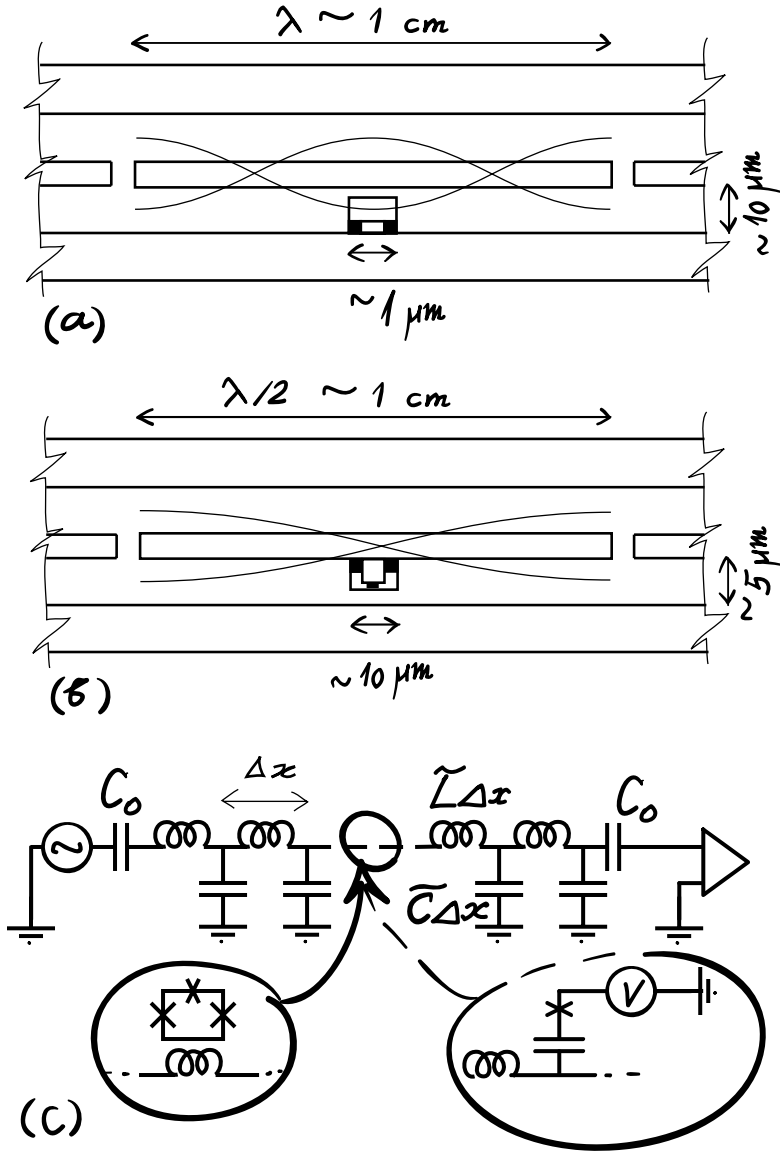 λ ~ 1 cm
~10 μm
~1 μm
(a)
λ/2 ~ 1 cm
~5 μm
~10 μm
(б)
C₀ Δx L̃Δx C₀
C̃Δx
V
(c)